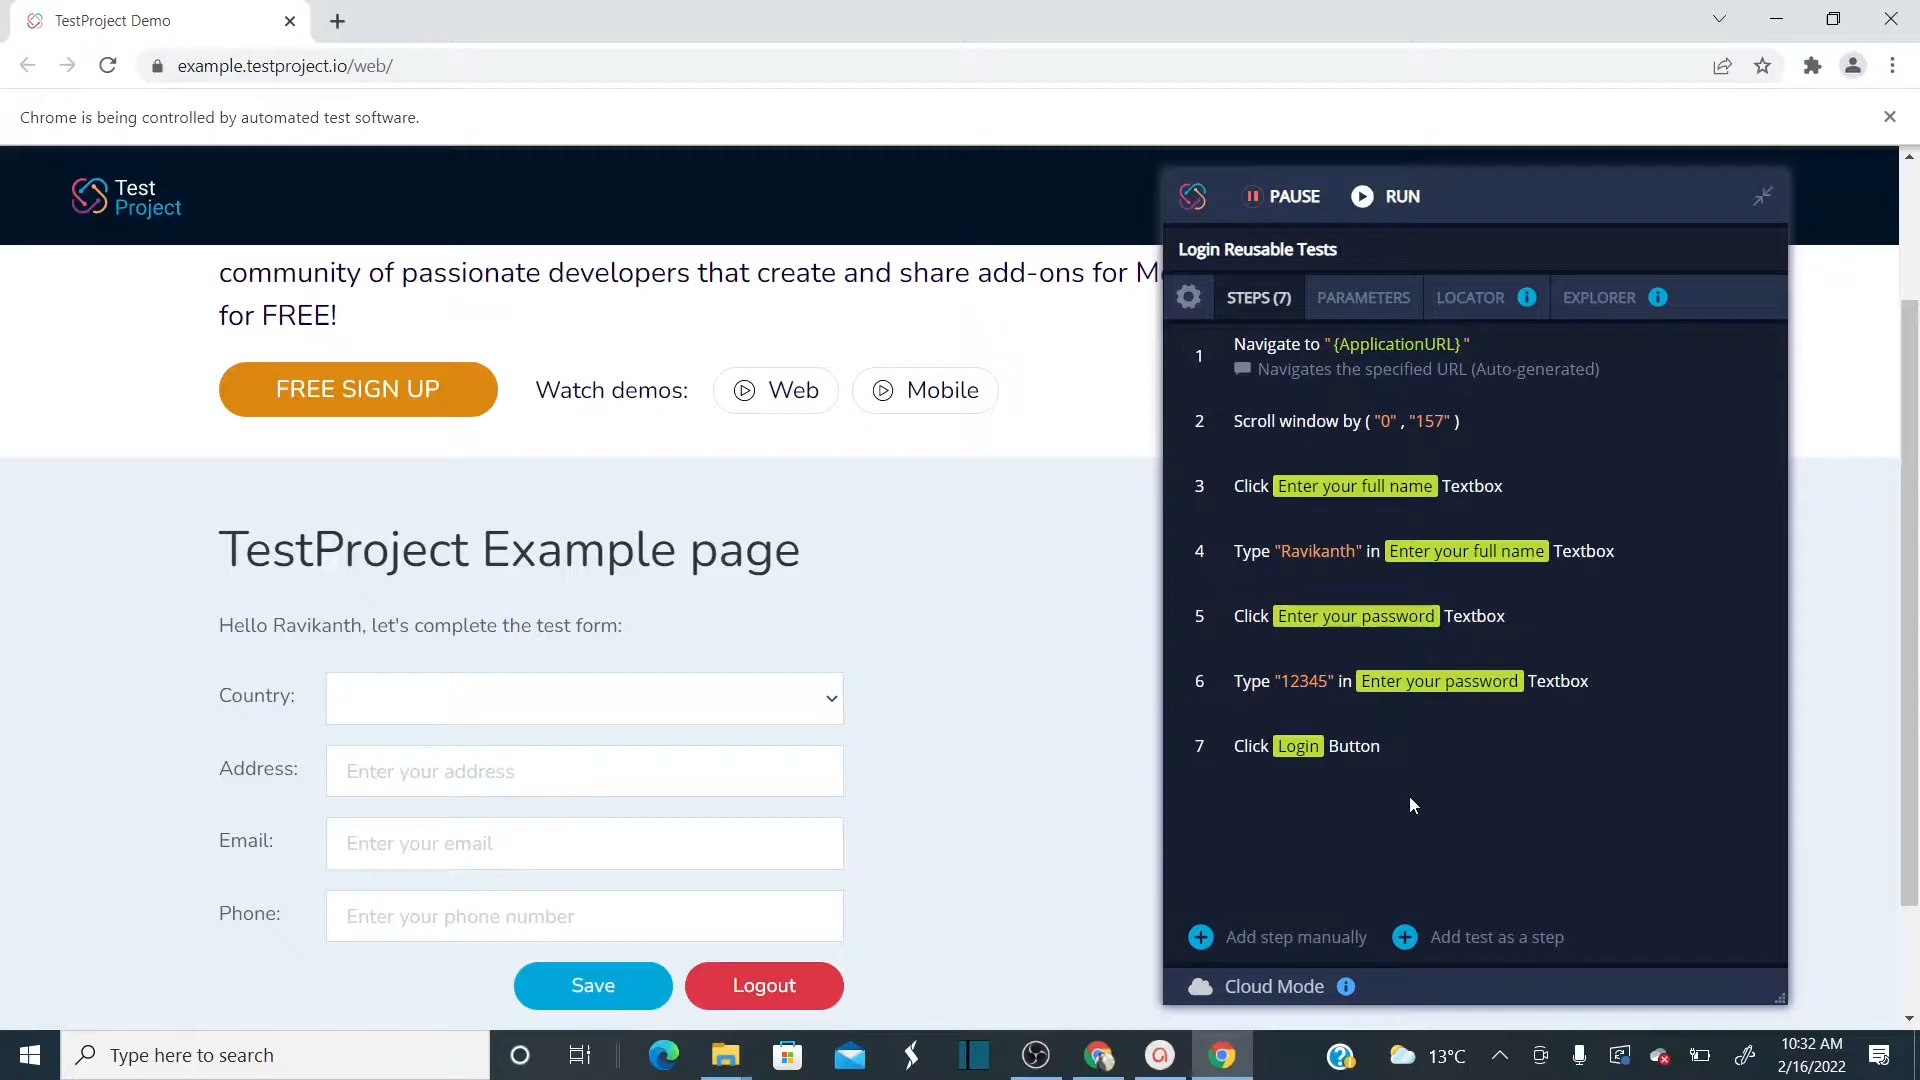 TestProject Demo
example.testproject.io/web/
Chrome is being controlled by automated test software.
Test
Project
community of passionate developers that create and share add-ons for M
for FREE!
FREE SIGN UP
Watch demos:
Web
Mobile
TestProject Example page
Hello Ravikanth, let's complete the test form:
Country:
Address:
Enter your address
Email:
Enter your email
Phone:
Enter your phone number
Save
Logout
PAUSE
RUN
Login Reusable Tests
STEPS (7)
PARAMETERS
LOCATOR
EXPLORER
1 Navigate to "{ApplicationURL}"
Navigates the specified URL (Auto-generated)
2 Scroll window by ( "0" , "157" )
3 Click Enter your full name Textbox
4 Type "Ravikanth" in Enter your full name Textbox
5 Click Enter your password Textbox
6 Type "12345" in Enter your password Textbox
7 Click Login Button
Add step manually
Add test as a step
Cloud Mode
Type here to search
13°C
10:32 AM
2/16/2022